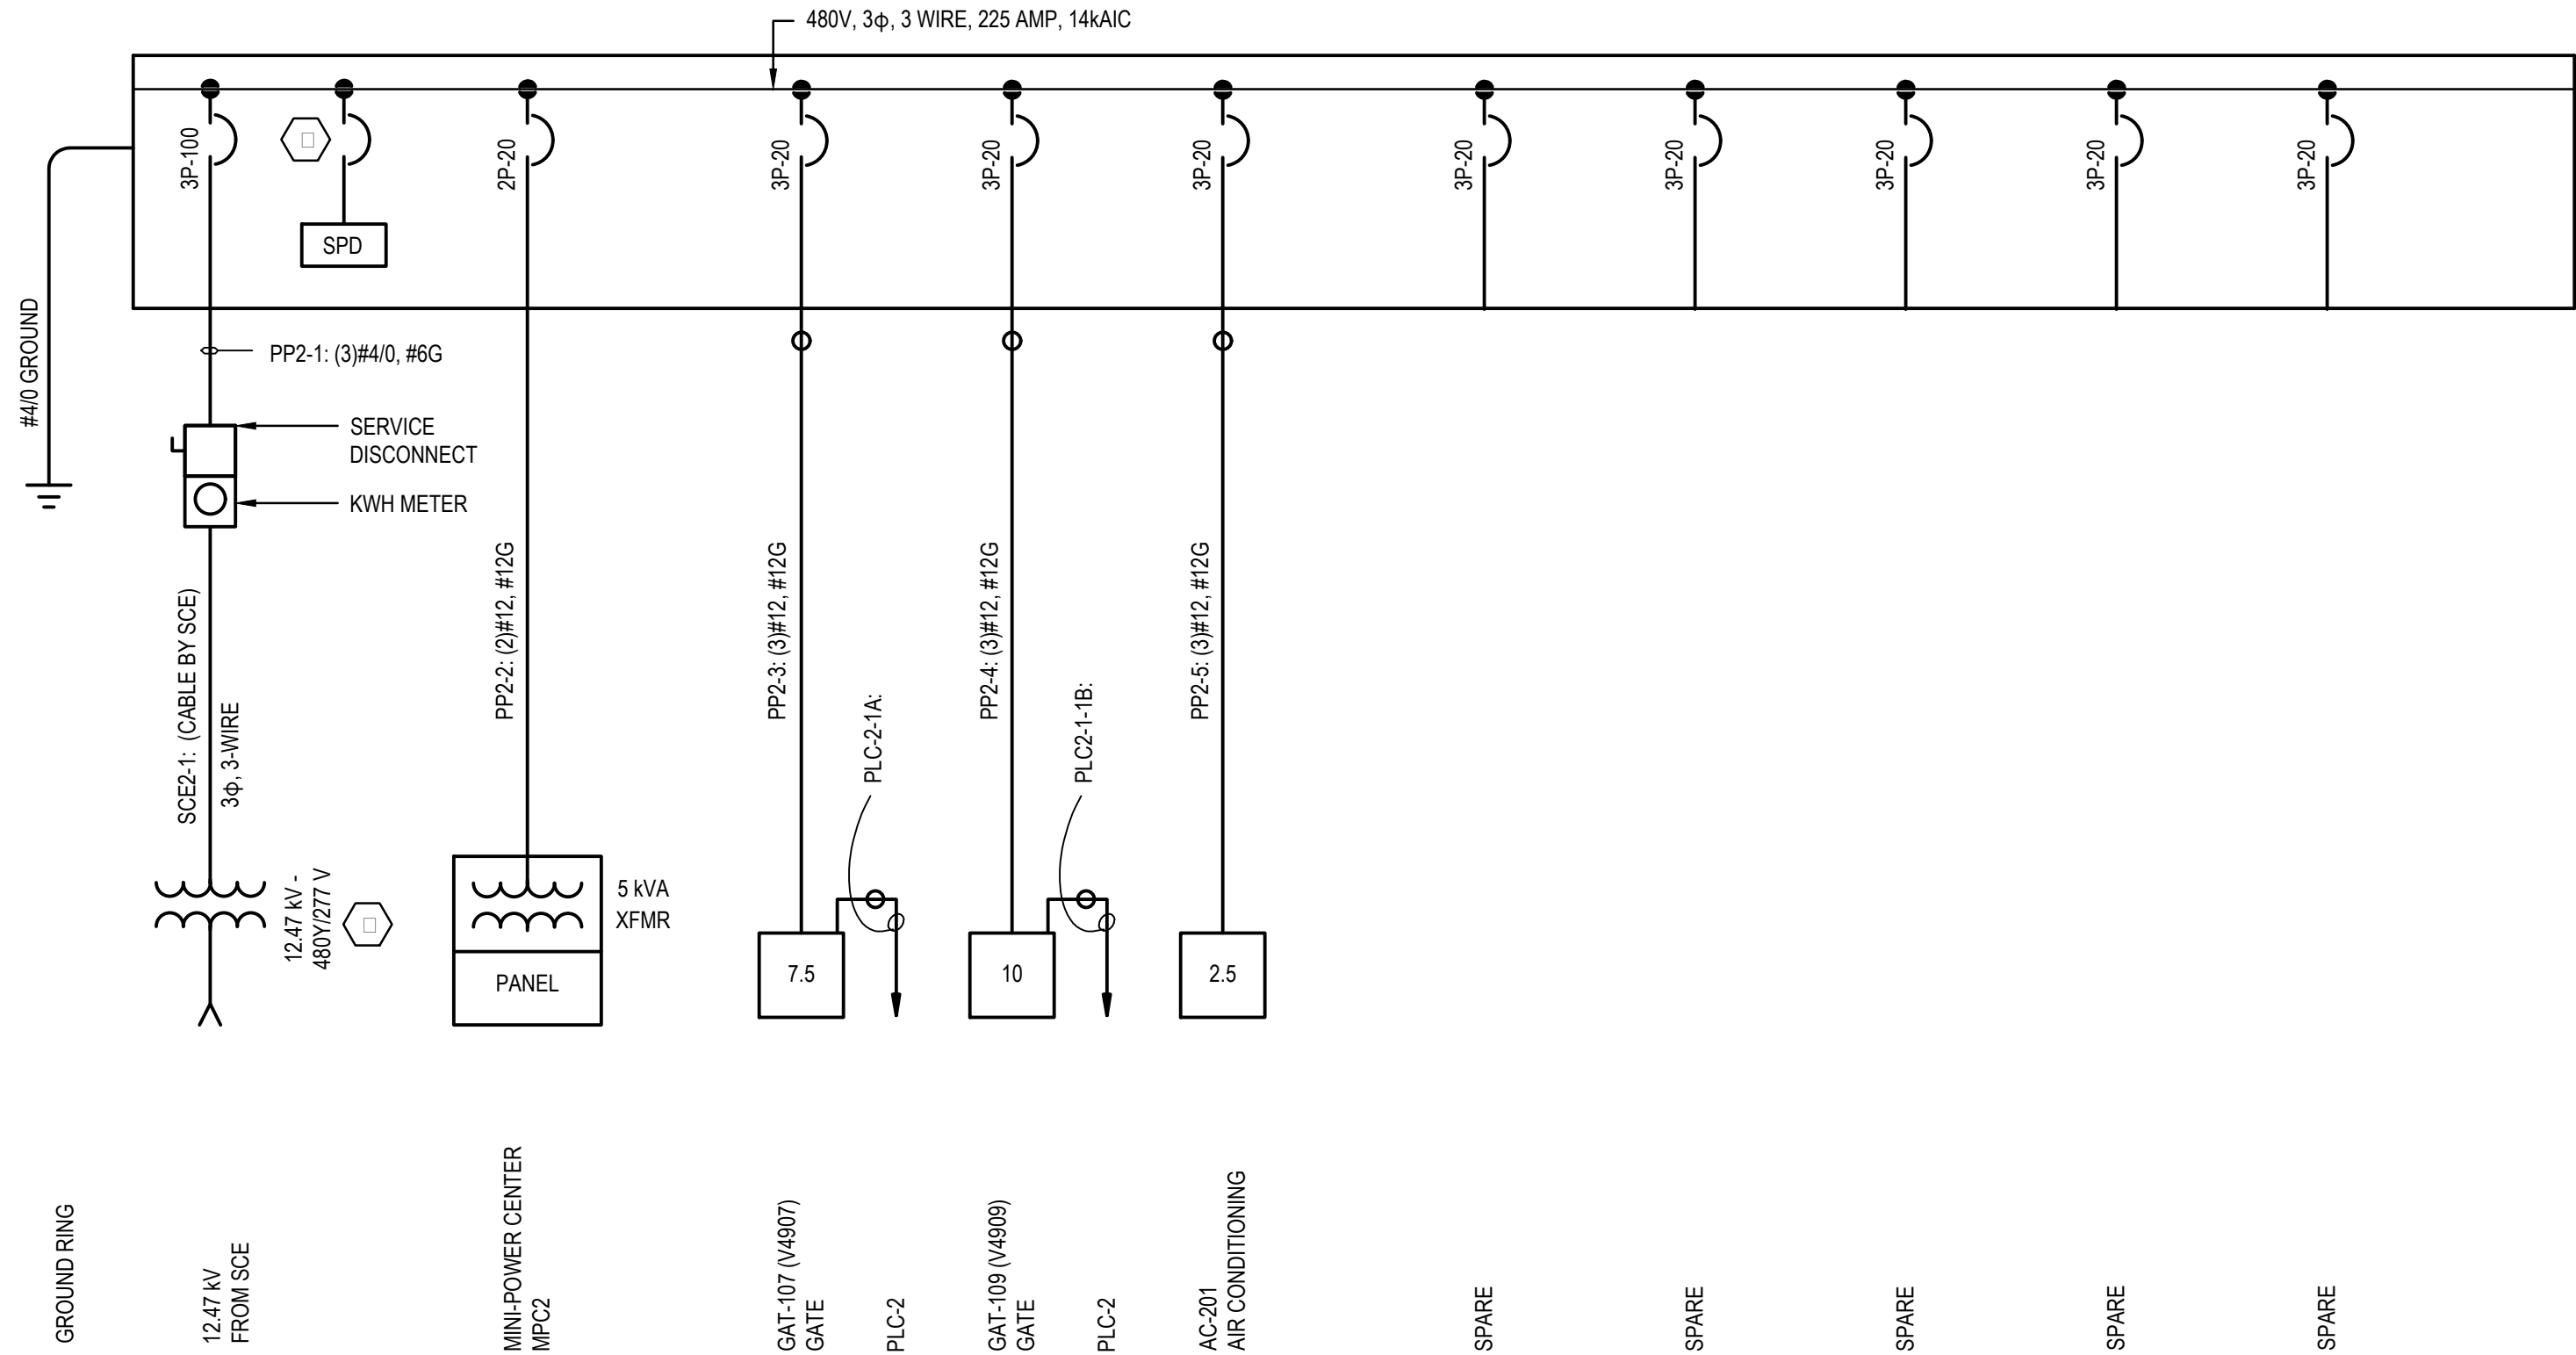 480V, 3ф, 3 WIRE, 225 AMP, 14kAIC
3P-100
2P-20
3P-20
3P-20
3P-20
3P-20
3P-20
3P-20
3P-20
3P-20
SPD
#4/0 GROUND
PP2-1: (3)#4/0, #6G
SERVICE
DISCONNECT
KWH METER
SCE2-1: (CABLE BY SCE)
3ф, 3-WIRE
PP2-2: (2)#12, #12G
PP2-3: (3)#12, #12G
PLC-2-1A:
PP2-4: (3)#12, #12G
PLC2-1-1B:
PP2-5: (3)#12, #12G
12.47 kV -
480Y/277 V
5 kVA
XFMR
PANEL
7.5
10
2.5
GROUND RING
12.47 kV
FROM SCE
MINI-POWER CENTER
MPC2
GAT-107 (V4907)
GATE
PLC-2
GAT-109 (V4909)
GATE
PLC-2
AC-201
AIR CONDITIONING
SPARE
SPARE
SPARE
SPARE
SPARE